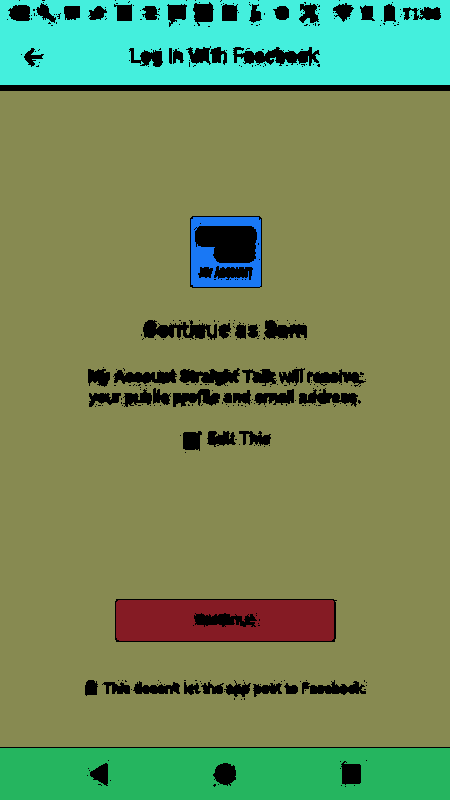 11:06
Log In With Facebook
MY ACCOUNT
Continue as Sam
My Account Straight Talk will receive:
your public profile and email address.
Edit This
Continue
This doesn't let the app post to Facebook.